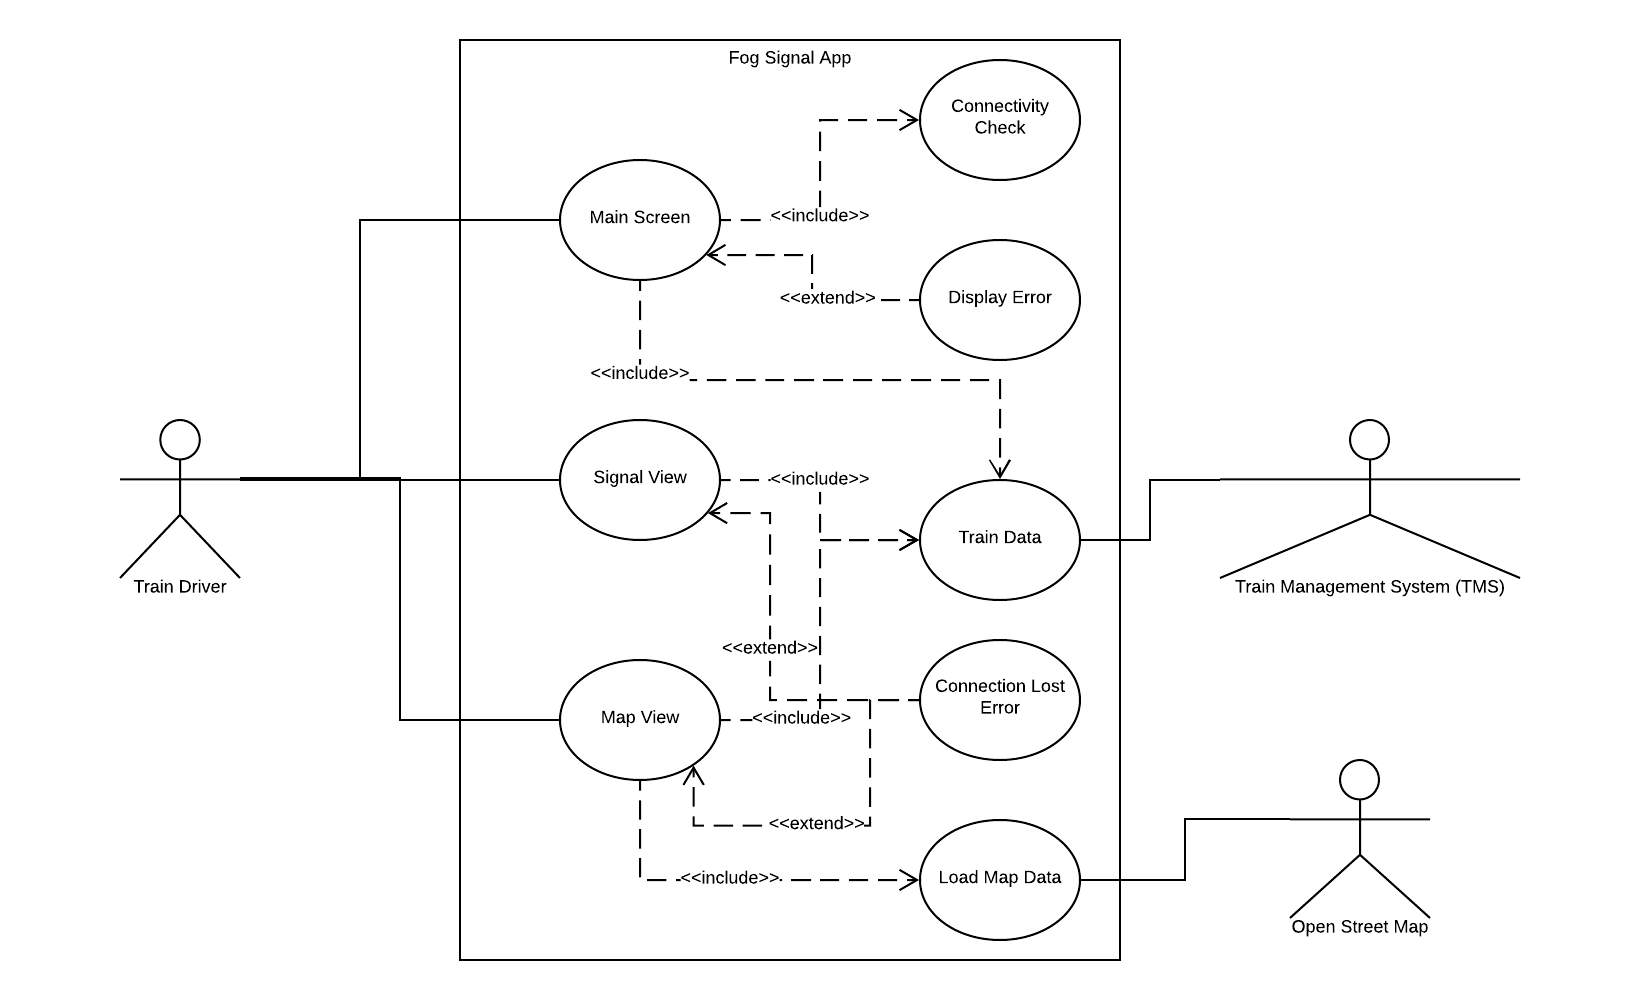 Fog Signal App
Connectivity
Check
Main Screen
<<include>>
Display Error
<<extend>>
<<include>>
Signal View
<<include>>
Train Data
Train Driver
Train Management System (TMS)
<<extend>>
Connection Lost
Error
Map View
<<include>>
<<extend>>
<<include>>
Load Map Data
Open Street Map